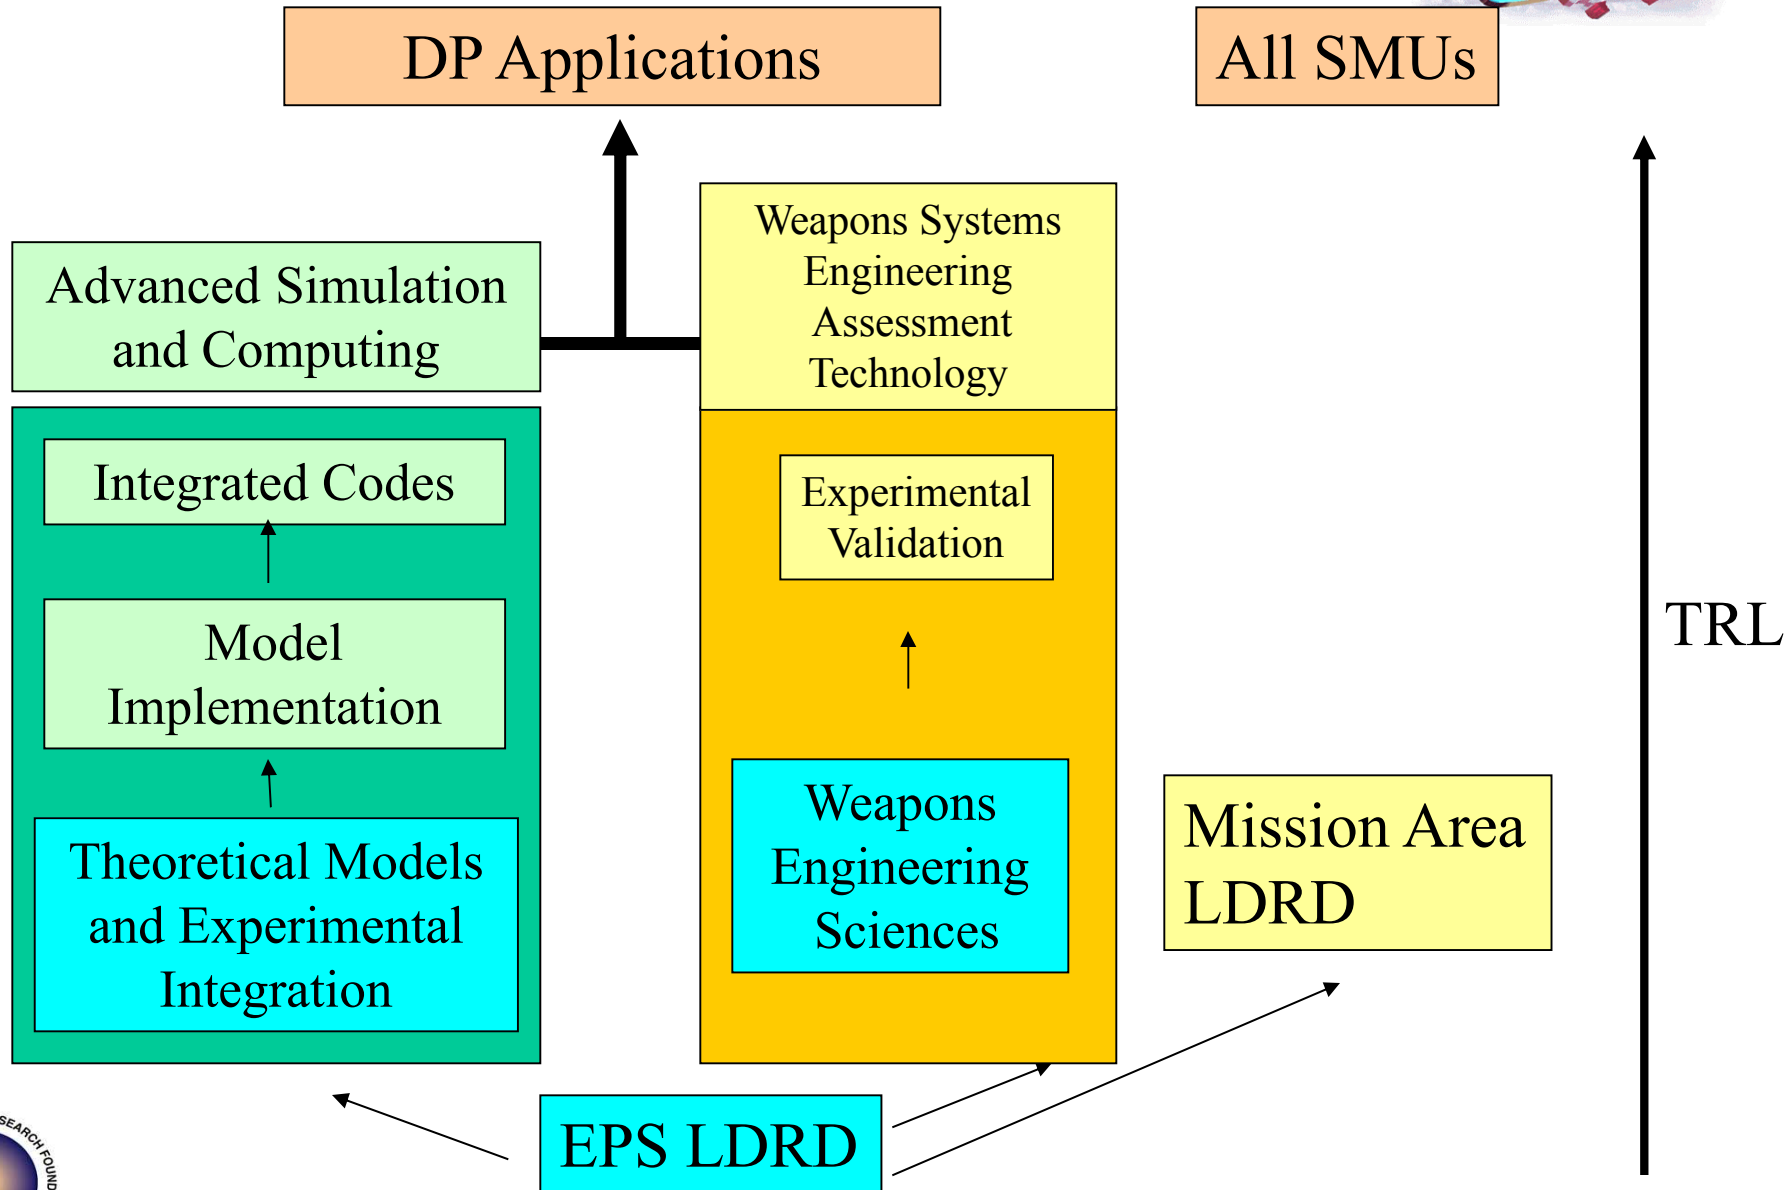 DP Applications
All SMUs
Weapons Systems
Engineering
Assessment
Technology
Advanced Simulation
and Computing
Integrated Codes
Experimental
Validation
Model
Implementation
TRL
Theoretical Models
and Experimental
Integration
Weapons
Engineering
Sciences
Mission Area
LDRD
EPS LDRD